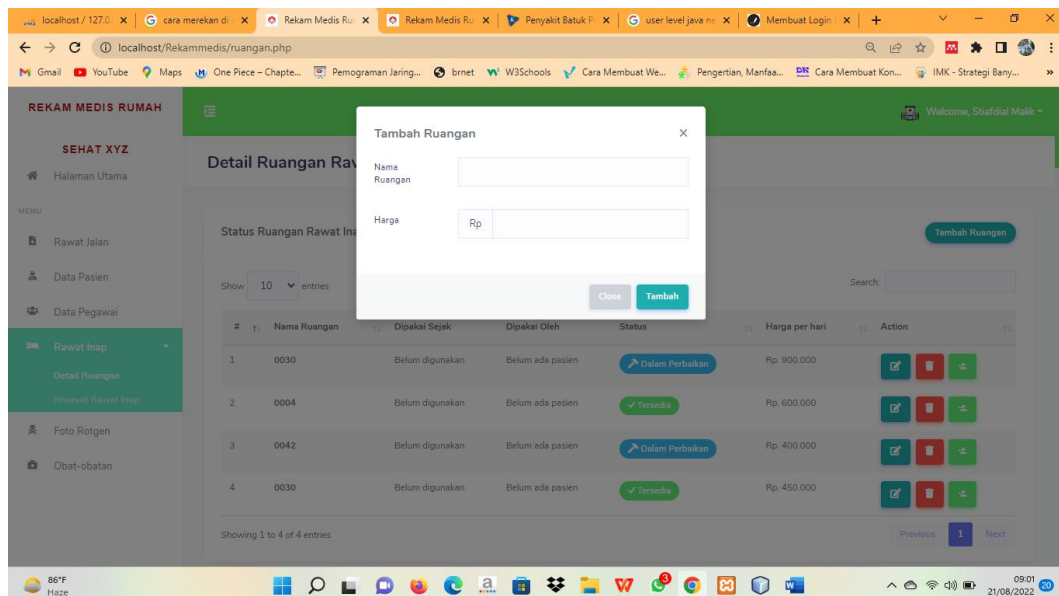 localhost / 127.0.
cara merekan di
Rekam Medis Ru
Rekam Medis Ru
Penyakit Batuk P
user level java ne
Membuat Login
localhost/Rekammedis/ruangan.php
Gmail
YouTube
Maps
One Piece – Chapte...
Pemograman Jaring...
brnet
W3Schools
Cara Membuat We...
Pengertian, Manfaa...
Cara Membuat Kon...
IMK - Strategi Bany...
»
REKAM MEDIS RUMAH
SEHAT XYZ
Welcome, Stiafdial Malik
Halaman Utama
MENU
Rawat Jalan
Data Pasien
Data Pegawai
Rawat Inap
Detail Ruangan
Riwayat Rawat Inap
Foto Rotgen
Obat-obatan
Detail Ruangan Raw
Tambah Ruangan
×
Nama
Ruangan
Harga
Rp
Close
Tambah
Status Ruangan Rawat Ina
Tambah Ruangan
Show 10 entries
Search:
# Nama Ruangan Dipakai Sejak Dipakai Oleh Status Harga per hari Action
1 0030 Belum digunakan Belum ada pasien Dalam Perbaikan Rp. 900.000
2 0004 Belum digunakan Belum ada pasien Tersedia Rp. 600.000
3 0042 Belum digunakan Belum ada pasien Dalam Perbaikan Rp. 400.000
4 0030 Belum digunakan Belum ada pasien Tersedia Rp. 450.000
Showing 1 to 4 of 4 entries
Previous 1 Next
86°F
Haze
3
09:01
21/08/2022
20